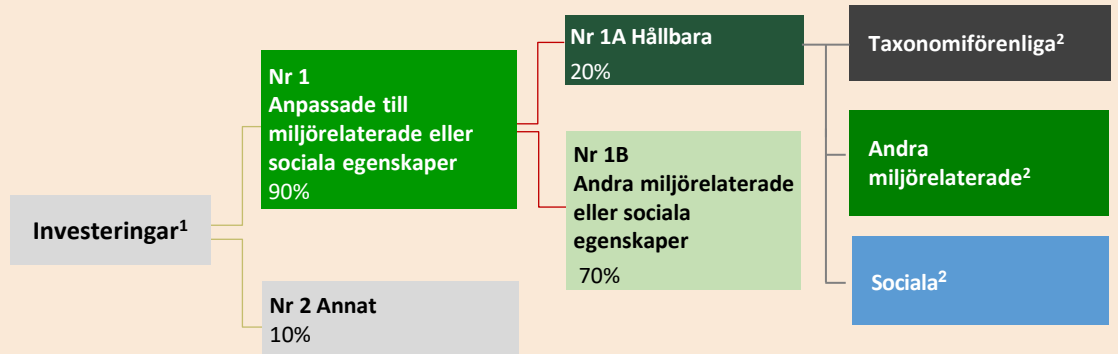 Investeringar¹
Nr 1
Anpassade till
miljörelaterade eller
sociala egenskaper
90%
Nr 2 Annat
10%
Nr 1A Hållbara
20%
Nr 1B
Andra miljörelaterade
eller sociala
egenskaper
70%
Taxonomiförenliga²
Andra
miljörelaterade²
Sociala²